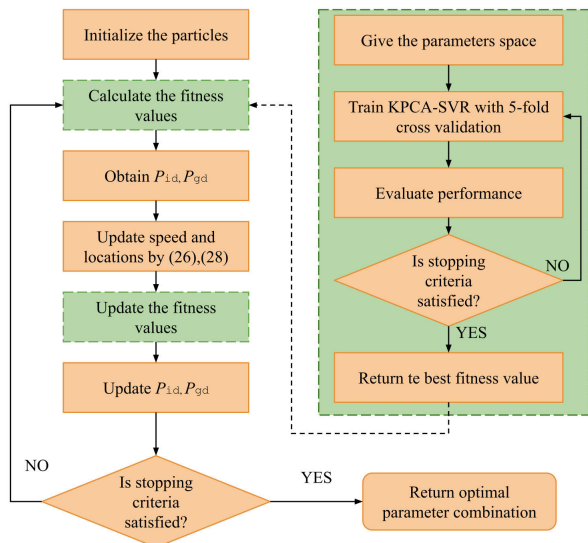 Initialize the particles
Calculate the fitness
values
Obtain Pid,Pgd
Update speed and
locations by (26),(28)
Update the fitness
values
Update Pid,Pgd
NO
Is stopping
criteria
satisfied?
YES
Return optimal
parameter combination
Give the parameters space
Train KPCA-SVR with 5-fold
cross validation
Evaluate performance
Is stopping
criteria
satisfied?
NO
YES
Return te best fitness value